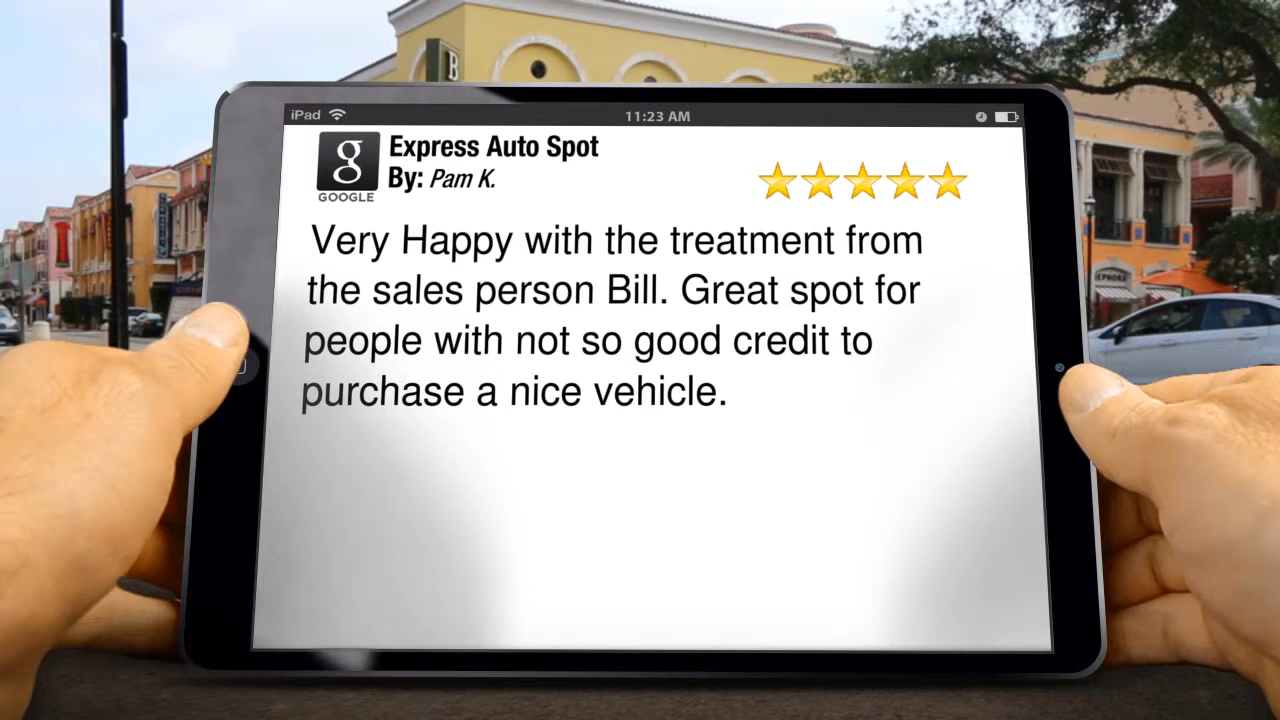 B
iPad
11:23 AM
g
GOOGLE
Express Auto Spot
By: Pam K.
Very Happy with the treatment from
the sales person Bill. Great spot for
people with not so good credit to
purchase a nice vehicle.
SEPHORA